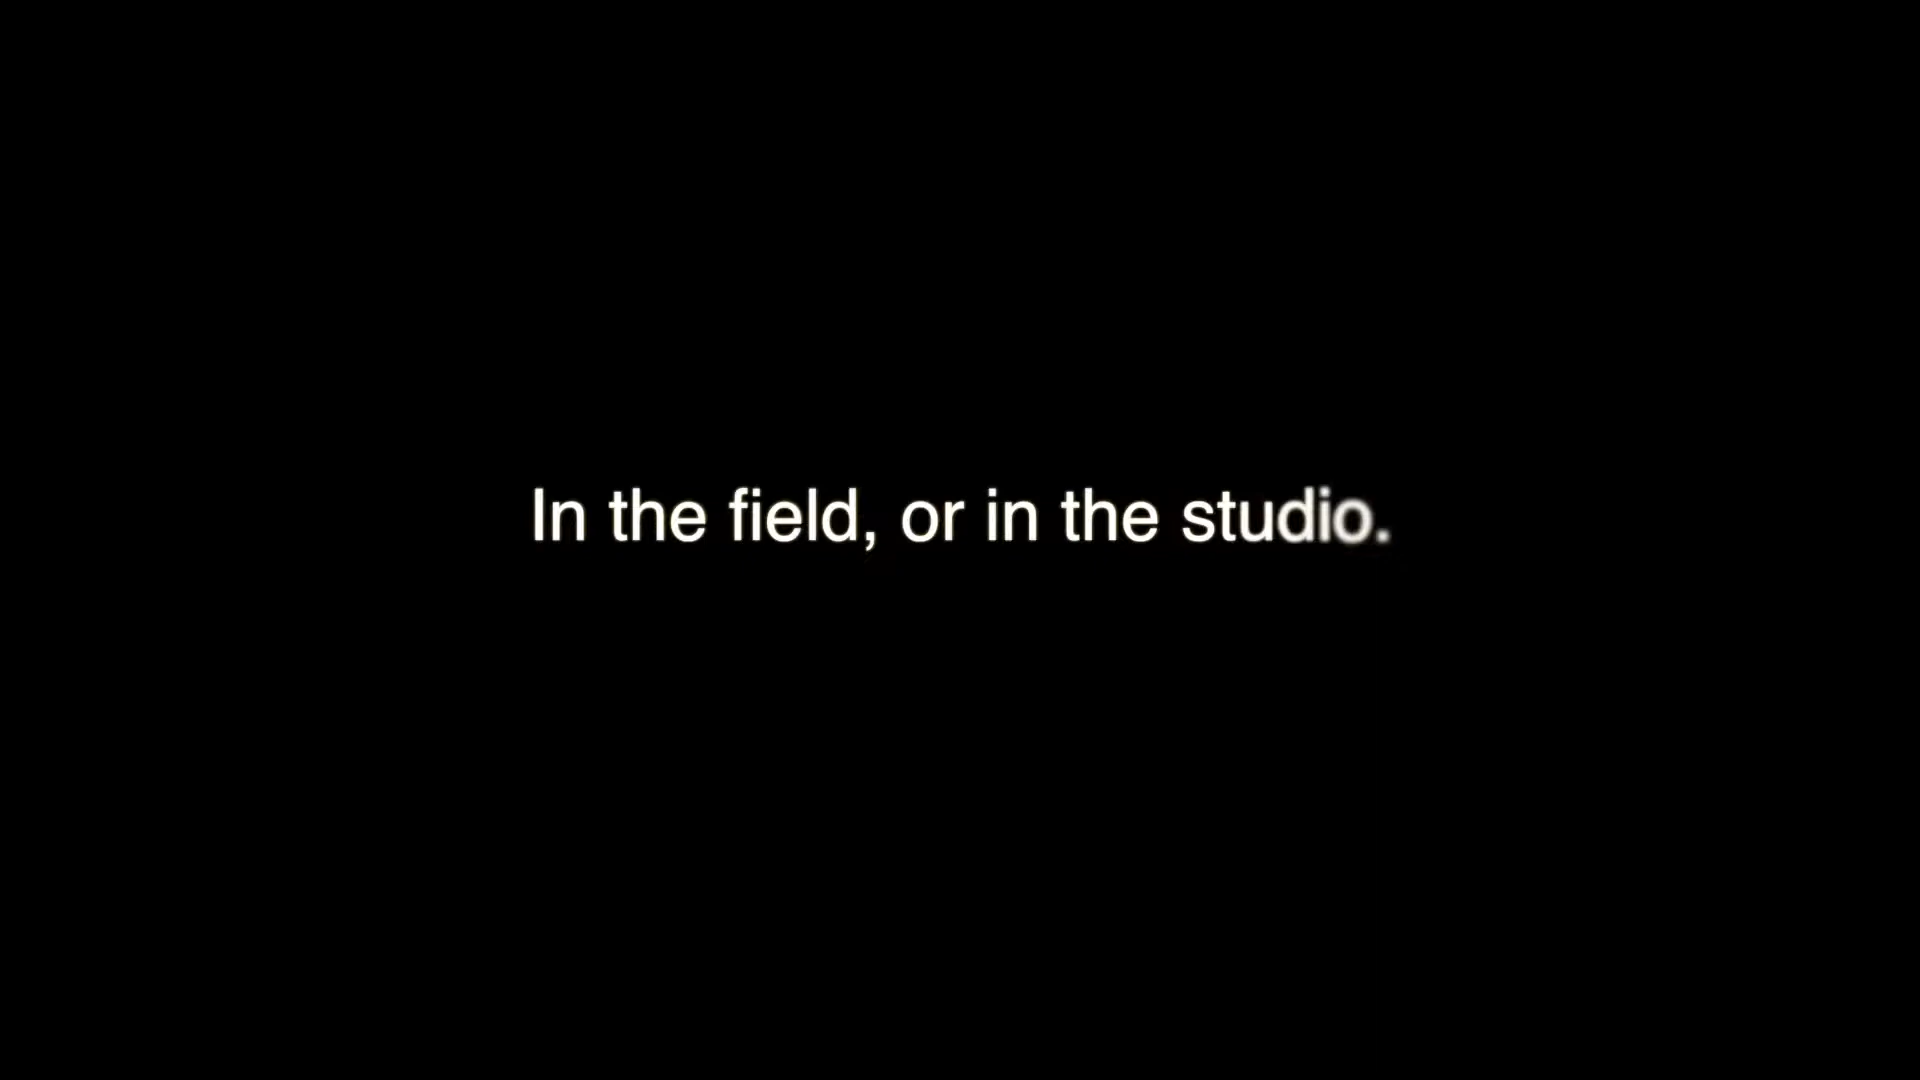 In the field, or in the studio.